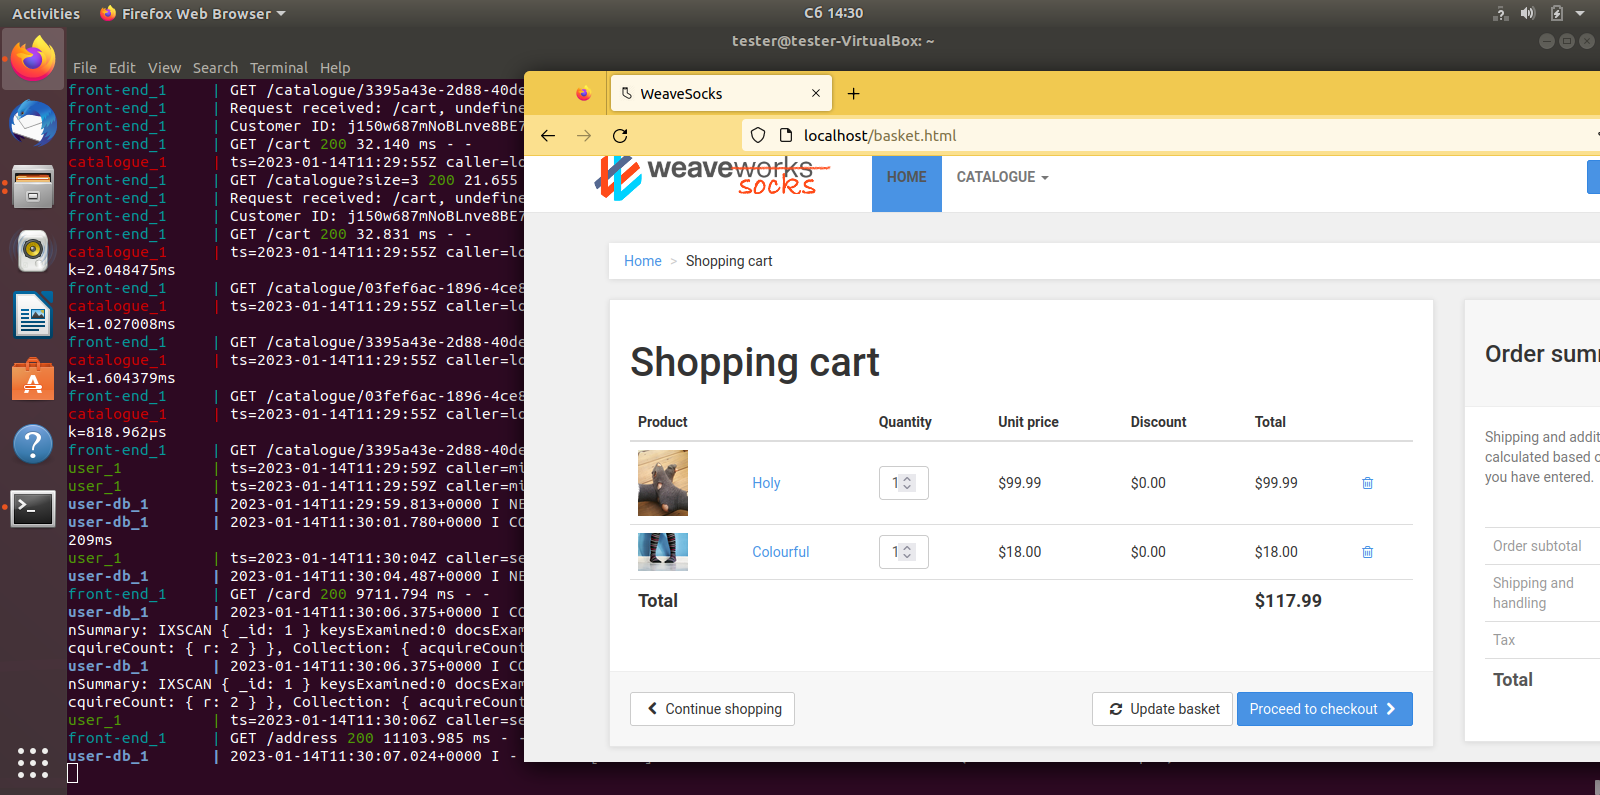 Activities Firefox Web Browser Сб 14:30
tester@tester-VirtualBox: ~
File Edit View Search Terminal Help
front-end_1 | GET /catalogue/3395a43e-2d88-40de
front-end_1 | Request received: /cart, undefine
front-end_1 | Customer ID: j150w687mNoBLnve8BE7
front-end_1 | GET /cart 200 32.140 ms - -
catalogue_1 | ts=2023-01-14T11:29:55Z caller=lo
front-end_1 | GET /catalogue?size=3 200 21.655
front-end_1 | Request received: /cart, undefine
front-end_1 | Customer ID: j150w687mNoBLnve8BE7
front-end_1 | GET /cart 200 32.831 ms - -
catalogue_1 | ts=2023-01-14T11:29:55Z caller=lo
k=2.048475ms
front-end_1 | GET /catalogue/03fef6ac-1896-4ce8
catalogue_1 | ts=2023-01-14T11:29:55Z caller=lo
k=1.027008ms
front-end_1 | GET /catalogue/3395a43e-2d88-40de
catalogue_1 | ts=2023-01-14T11:29:55Z caller=lo
k=1.604379ms
front-end_1 | GET /catalogue/03fef6ac-1896-4ce8
catalogue_1 | ts=2023-01-14T11:29:55Z caller=lo
k=818.962µs
front-end_1 | GET /catalogue/3395a43e-2d88-40de
user_1 | ts=2023-01-14T11:29:59Z caller=mi
user_1 | ts=2023-01-14T11:29:59Z caller=mi
user-db_1 | 2023-01-14T11:29:59.813+0000 I NE
user-db_1 | 2023-01-14T11:30:01.780+0000 I CO
209ms
user_1 | ts=2023-01-14T11:30:04Z caller=se
user-db_1 | 2023-01-14T11:30:04.487+0000 I NE
front-end_1 | GET /card 200 9711.794 ms - -
user-db_1 | 2023-01-14T11:30:06.375+0000 I CO
nSummary: IXSCAN { _id: 1 } keysExamined:0 docsExam
cquireCount: { r: 2 } }, Collection: { acquireCount
user-db_1 | 2023-01-14T11:30:06.375+0000 I CO
nSummary: IXSCAN { _id: 1 } keysExamined:0 docsExam
cquireCount: { r: 2 } }, Collection: { acquireCount
user_1 | ts=2023-01-14T11:30:06Z caller=se
front-end_1 | GET /address 200 11103.985 ms - -
user-db_1 | 2023-01-14T11:30:07.024+0000 I -
WeaveSocks
localhost/basket.html
weaveworks
socks
HOME CATALOGUE
Home > Shopping cart
Shopping cart
Product Quantity Unit price Discount Total
Holy 1 $99.99 $0.00 $99.99
Colourful 1 $18.00 $0.00 $18.00
Total $117.99
Continue shopping Update basket Proceed to checkout
Order sum
Shipping and addit
calculated based o
you have entered.
Order subtotal
Shipping and
handling
Tax
Total